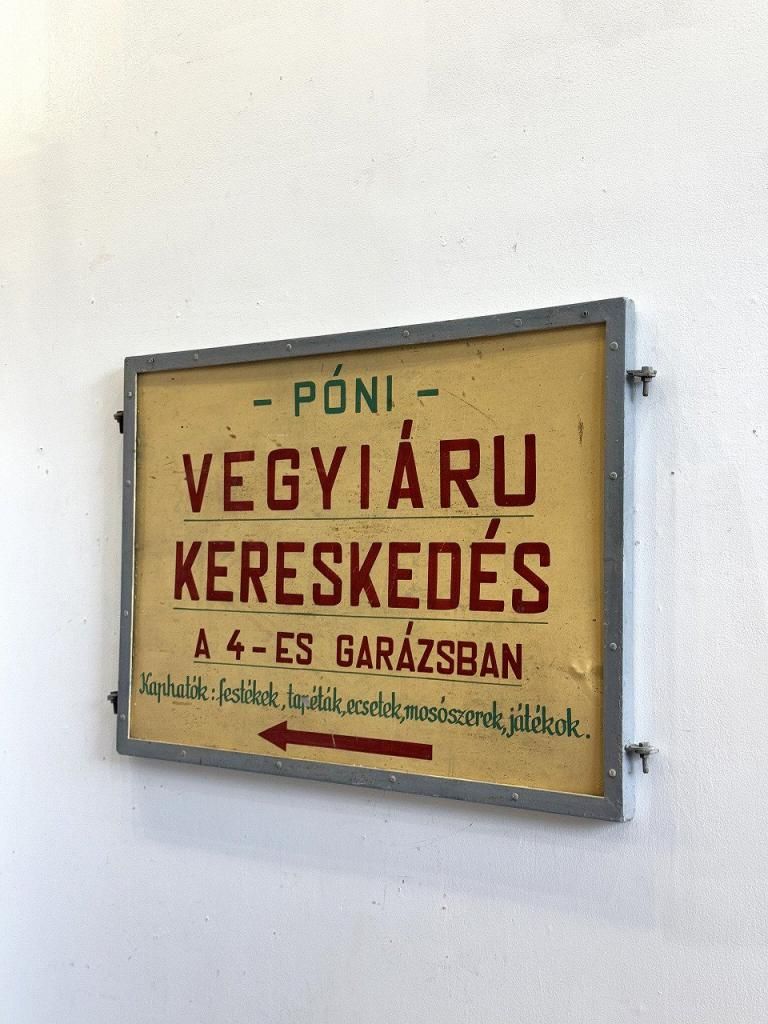 - PÓNI -
VEGYIÁRU
KERESKEDÉS
A 4-ES GARÁZSBAN
Kaphatók: festékek, tapéták, ecsetek, mosószerek, játékok.